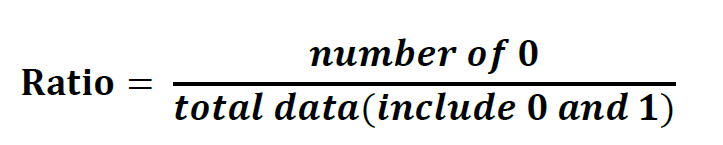 number of 0
Ratio =
total data(include 0 and 1)